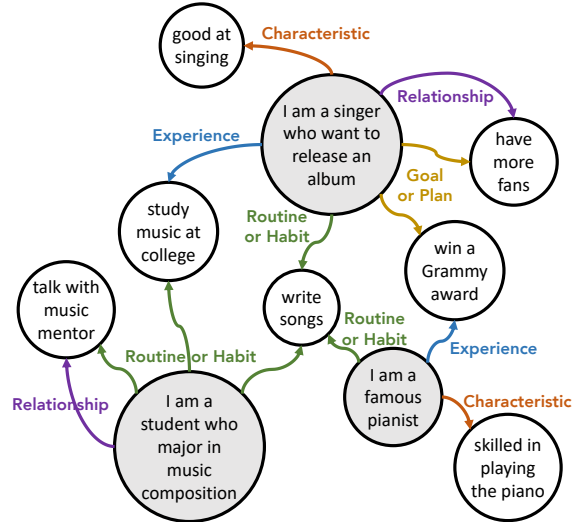 good at
singing
Characteristic
I am a singer
who want to
release an
album
Relationship
have
more
fans
Experience
Goal
or Plan
study
music at
college
Routine
or Habit
win a
Grammy
award
talk with
music
mentor
write
songs
Routine
or Habit
Routine or Habit
Experience
Relationship
I am a
student who
major in
music
composition
I am a
famous
pianist
Characteristic
skilled in
playing
the piano